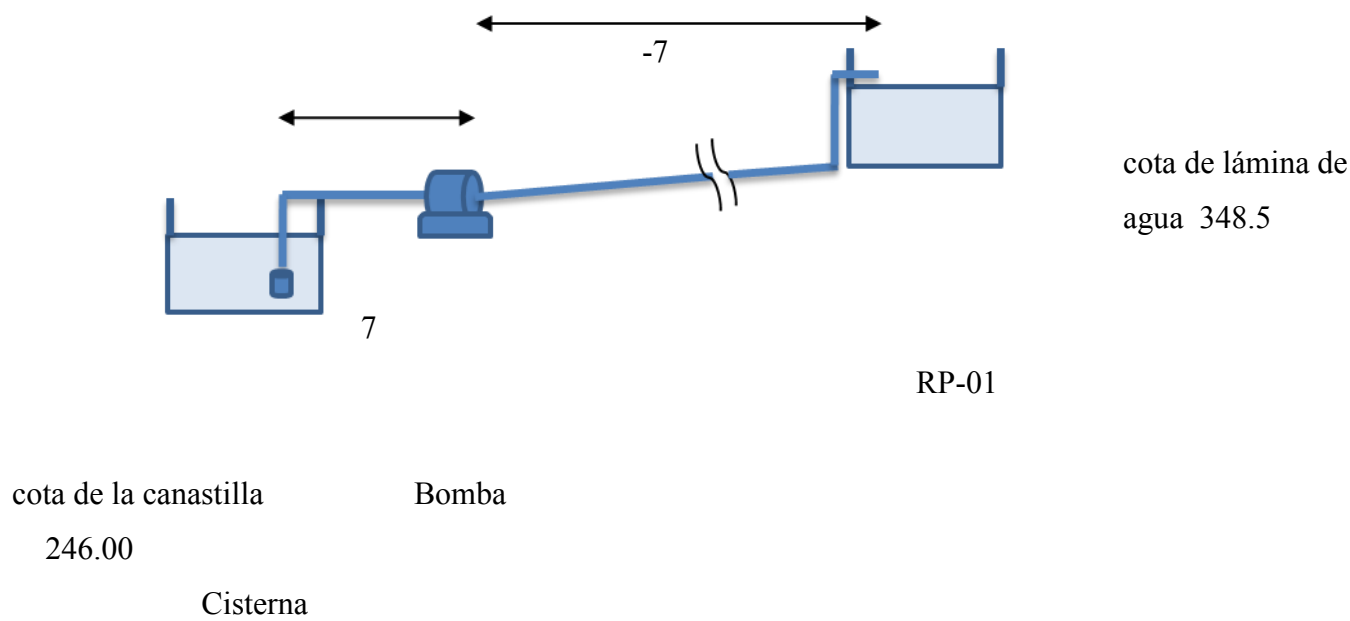 -7
cota de lámina de
agua 348.5
7
RP-01
cota de la canastilla
Bomba
246.00
Cisterna